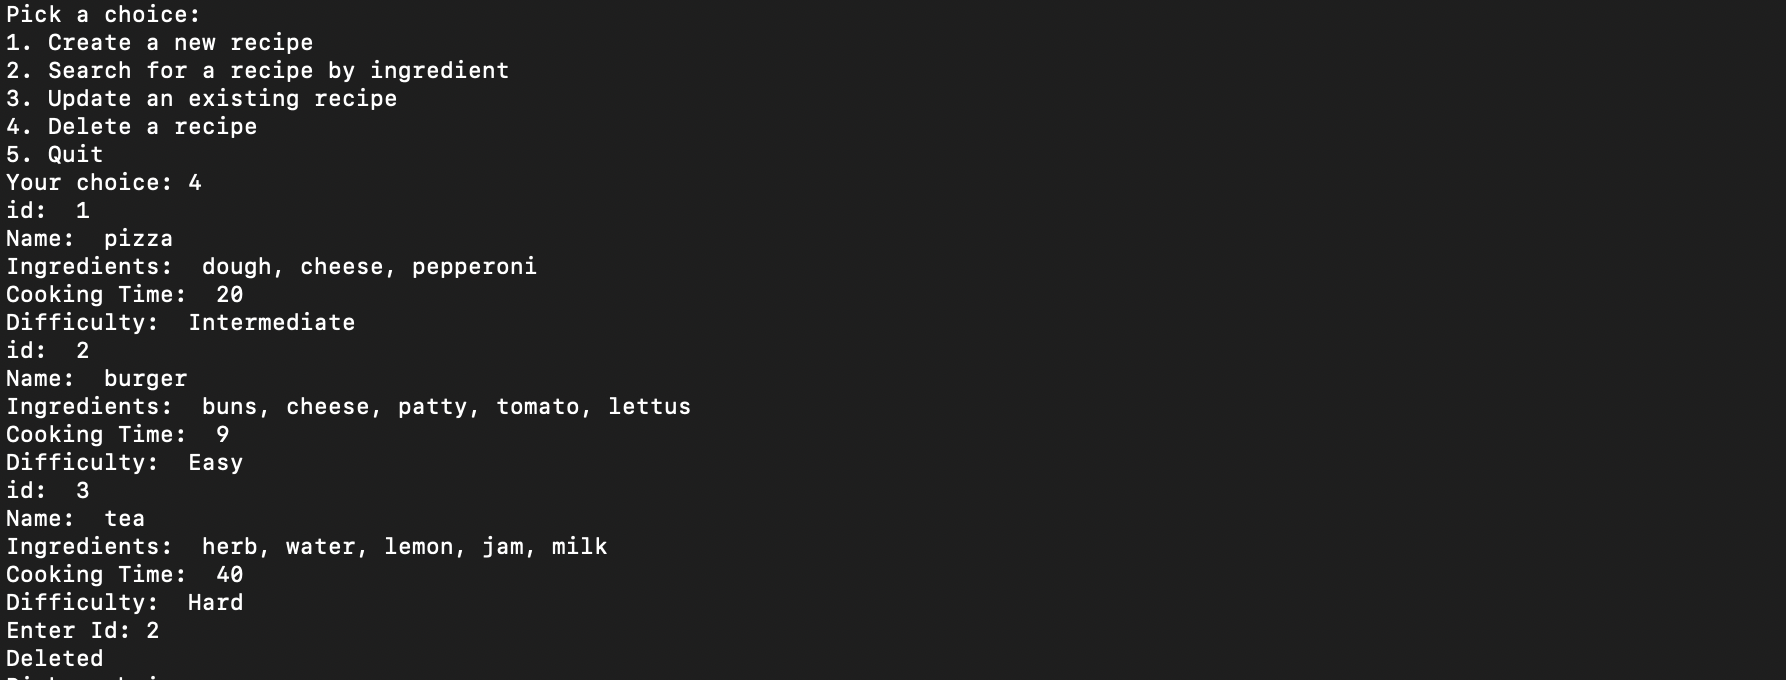 Pick a choice:
1. Create a new recipe
2. Search for a recipe by ingredient
3. Update an existing recipe
4. Delete a recipe
5. Quit
Your choice: 4
id:  1
Name:  pizza
Ingredients:  dough, cheese, pepperoni
Cooking Time:  20
Difficulty:  Intermediate
id:  2
Name:  burger
Ingredients:  buns, cheese, patty, tomato, lettus
Cooking Time:  9
Difficulty:  Easy
id:  3
Name:  tea
Ingredients:  herb, water, lemon, jam, milk
Cooking Time:  40
Difficulty:  Hard
Enter Id: 2
Deleted